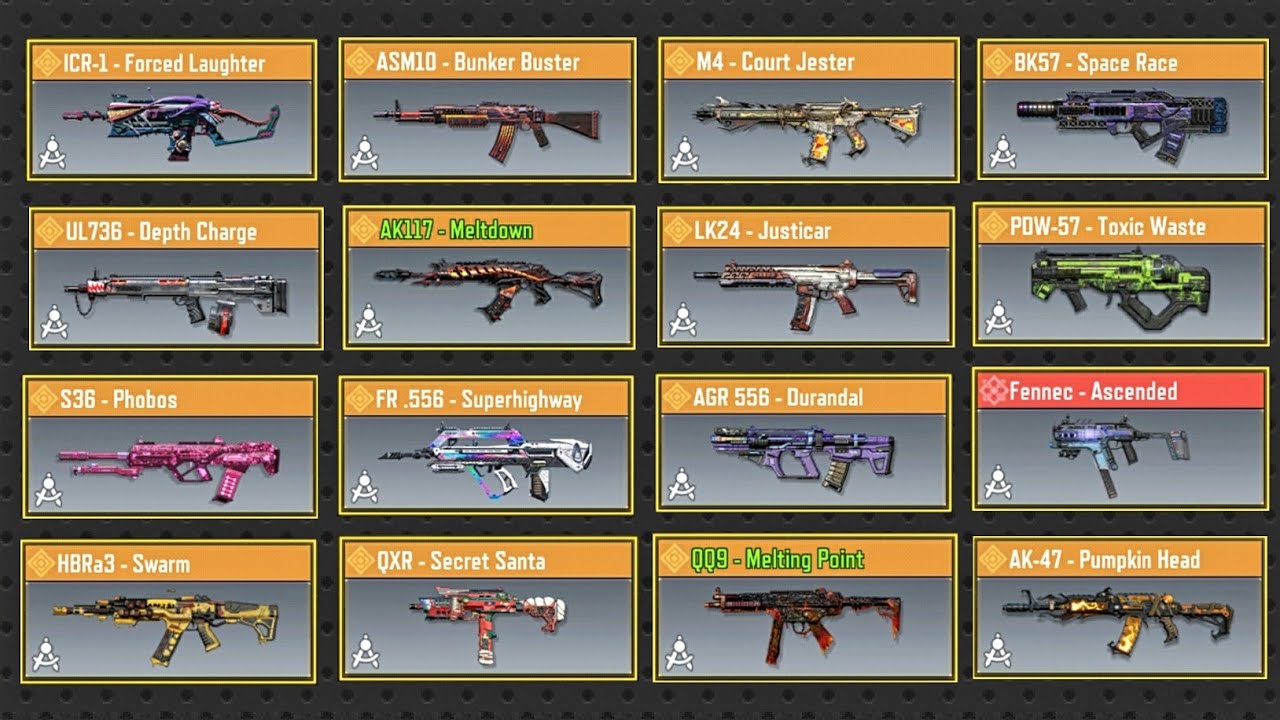 ICR-1 - Forced Laughter
ASM10 - Bunker Buster
M4 - Court Jester
BK57 - Space Race
UL736 - Depth Charge
AK117 - Meltdown
LK24 - Justicar
PDW-57 - Toxic Waste
S36 - Phobos
FR .556 - Superhighway
AGR 556 - Durandal
Fennec - Ascended
HBRa3 - Swarm
QXR - Secret Santa
QQ9 - Melting Point
AK-47 - Pumpkin Head